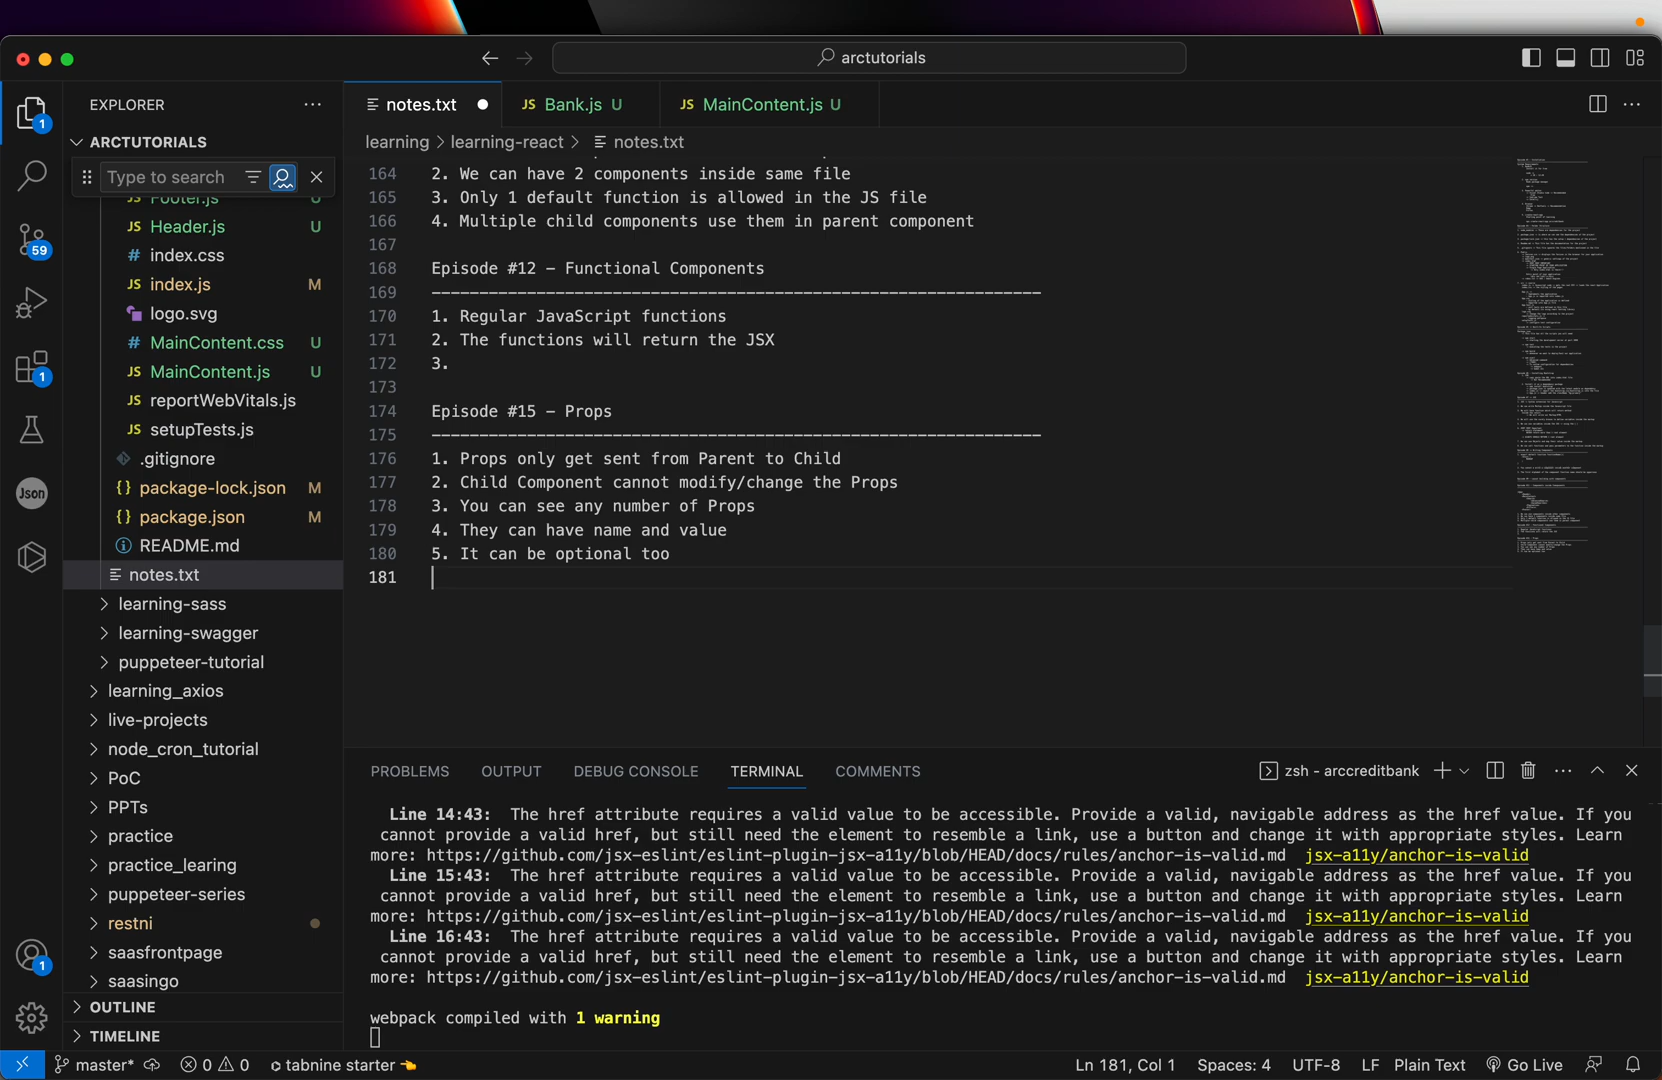 arctutorials
EXPLORER
ARCTUTORIALS
Type to search
JS Footer.js U
JS Header.js U
# index.css
JS index.js M
logo.svg
# MainContent.css U
JS MainContent.js U
JS reportWebVitals.js
JS setupTests.js
.gitignore
{} package-lock.json M
{} package.json M
README.md
notes.txt
learning-sass
learning-swagger
puppeteer-tutorial
learning_axios
live-projects
node_cron_tutorial
PoC
PPTs
practice
practice_learing
puppeteer-series
restni
saasfrontpage
saasingo
OUTLINE
TIMELINE
1
59
1
Json
1
notes.txt
JS Bank.js U
JS MainContent.js U
learning > learning-react > notes.txt
164 2. We can have 2 components inside same file
165 3. Only 1 default function is allowed in the JS file
166 4. Multiple child components use them in parent component
167
168 Episode #12 - Functional Components
169 ----------------------------------------------------------------
170 1. Regular JavaScript functions
171 2. The functions will return the JSX
172 3.
173
174 Episode #15 - Props
175 ----------------------------------------------------------------
176 1. Props only get sent from Parent to Child
177 2. Child Component cannot modify/change the Props
178 3. You can see any number of Props
179 4. They can have name and value
180 5. It can be optional too
181
PROBLEMS OUTPUT DEBUG CONSOLE TERMINAL COMMENTS
zsh - arccreditbank
Line 14:43: The href attribute requires a valid value to be accessible. Provide a valid, navigable address as the href value. If you
cannot provide a valid href, but still need the element to resemble a link, use a button and change it with appropriate styles. Learn
more: https://github.com/jsx-eslint/eslint-plugin-jsx-a11y/blob/HEAD/docs/rules/anchor-is-valid.md jsx-a11y/anchor-is-valid
Line 15:43: The href attribute requires a valid value to be accessible. Provide a valid, navigable address as the href value. If you
cannot provide a valid href, but still need the element to resemble a link, use a button and change it with appropriate styles. Learn
more: https://github.com/jsx-eslint/eslint-plugin-jsx-a11y/blob/HEAD/docs/rules/anchor-is-valid.md jsx-a11y/anchor-is-valid
Line 16:43: The href attribute requires a valid value to be accessible. Provide a valid, navigable address as the href value. If you
cannot provide a valid href, but still need the element to resemble a link, use a button and change it with appropriate styles. Learn
more: https://github.com/jsx-eslint/eslint-plugin-jsx-a11y/blob/HEAD/docs/rules/anchor-is-valid.md jsx-a11y/anchor-is-valid
webpack compiled with 1 warning
master* 0 0 tabnine starter 👈 Ln 181, Col 1 Spaces: 4 UTF-8 LF Plain Text Go Live